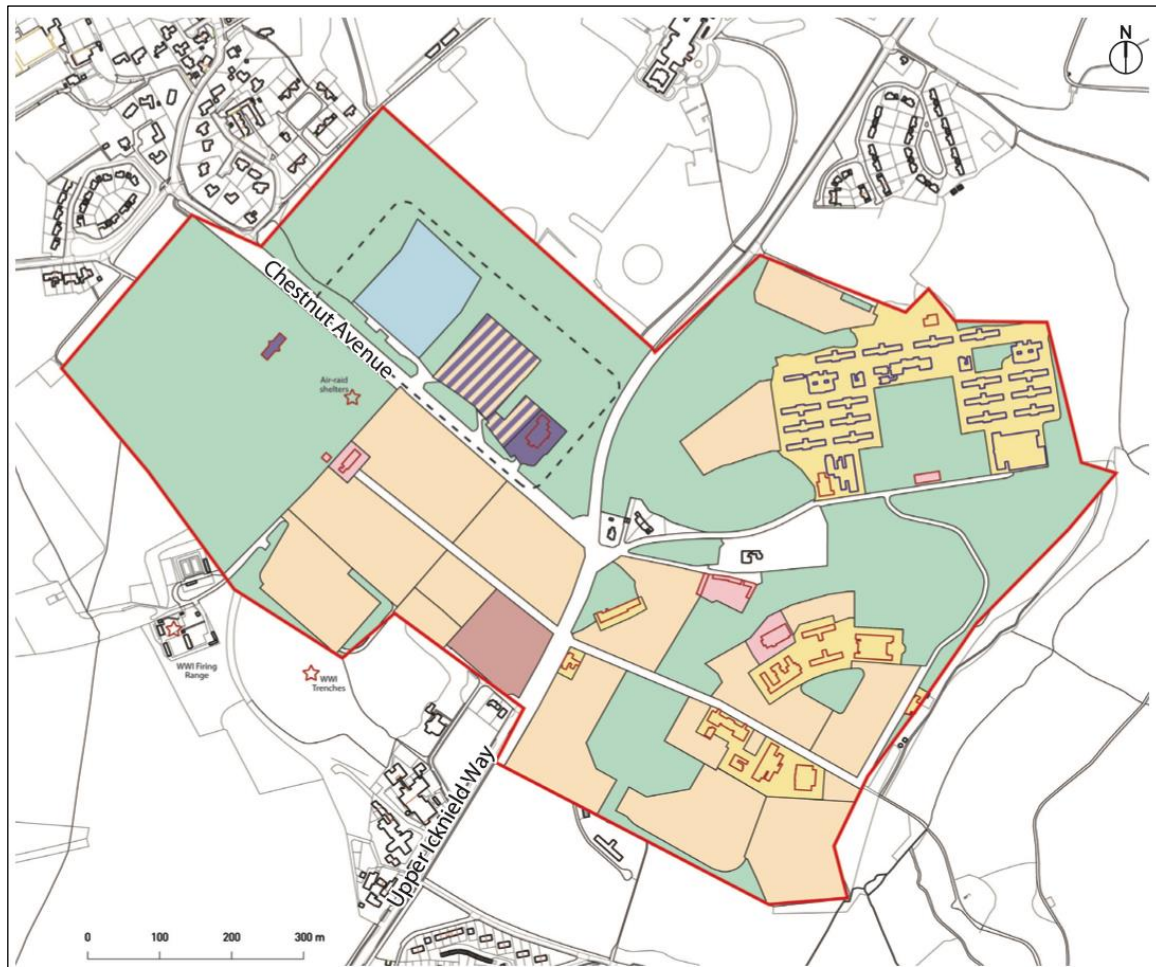 N
Chestnut Avenue
Air-raid
shelters
WWI Firing
Range
WWI
Trenches
Upper Icknield Way
0 100 200 300 m